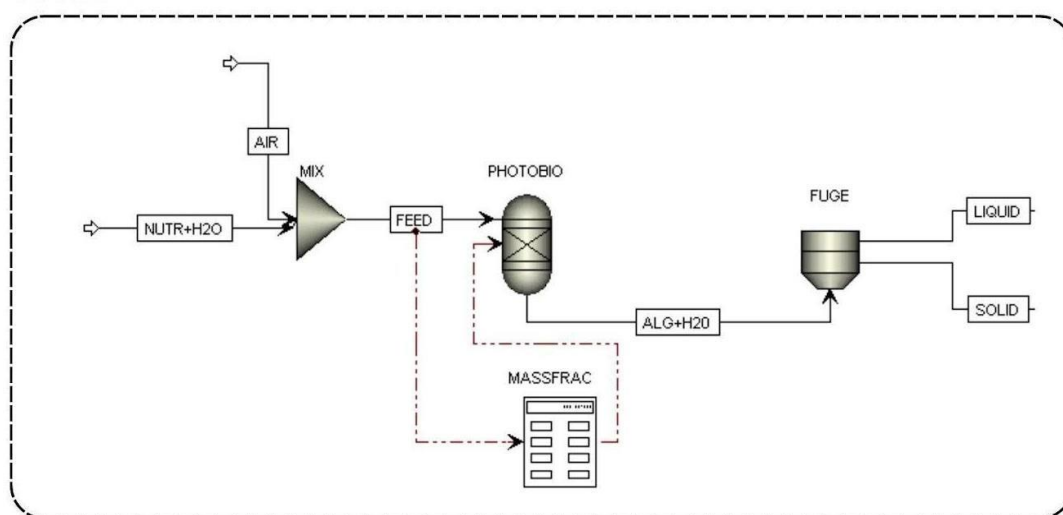 AIR
MIX
PHOTOBIO
FUGE
NUTR+H2O
FEED
LIQUID
SOLID
ALG+H20
MASSFRAC